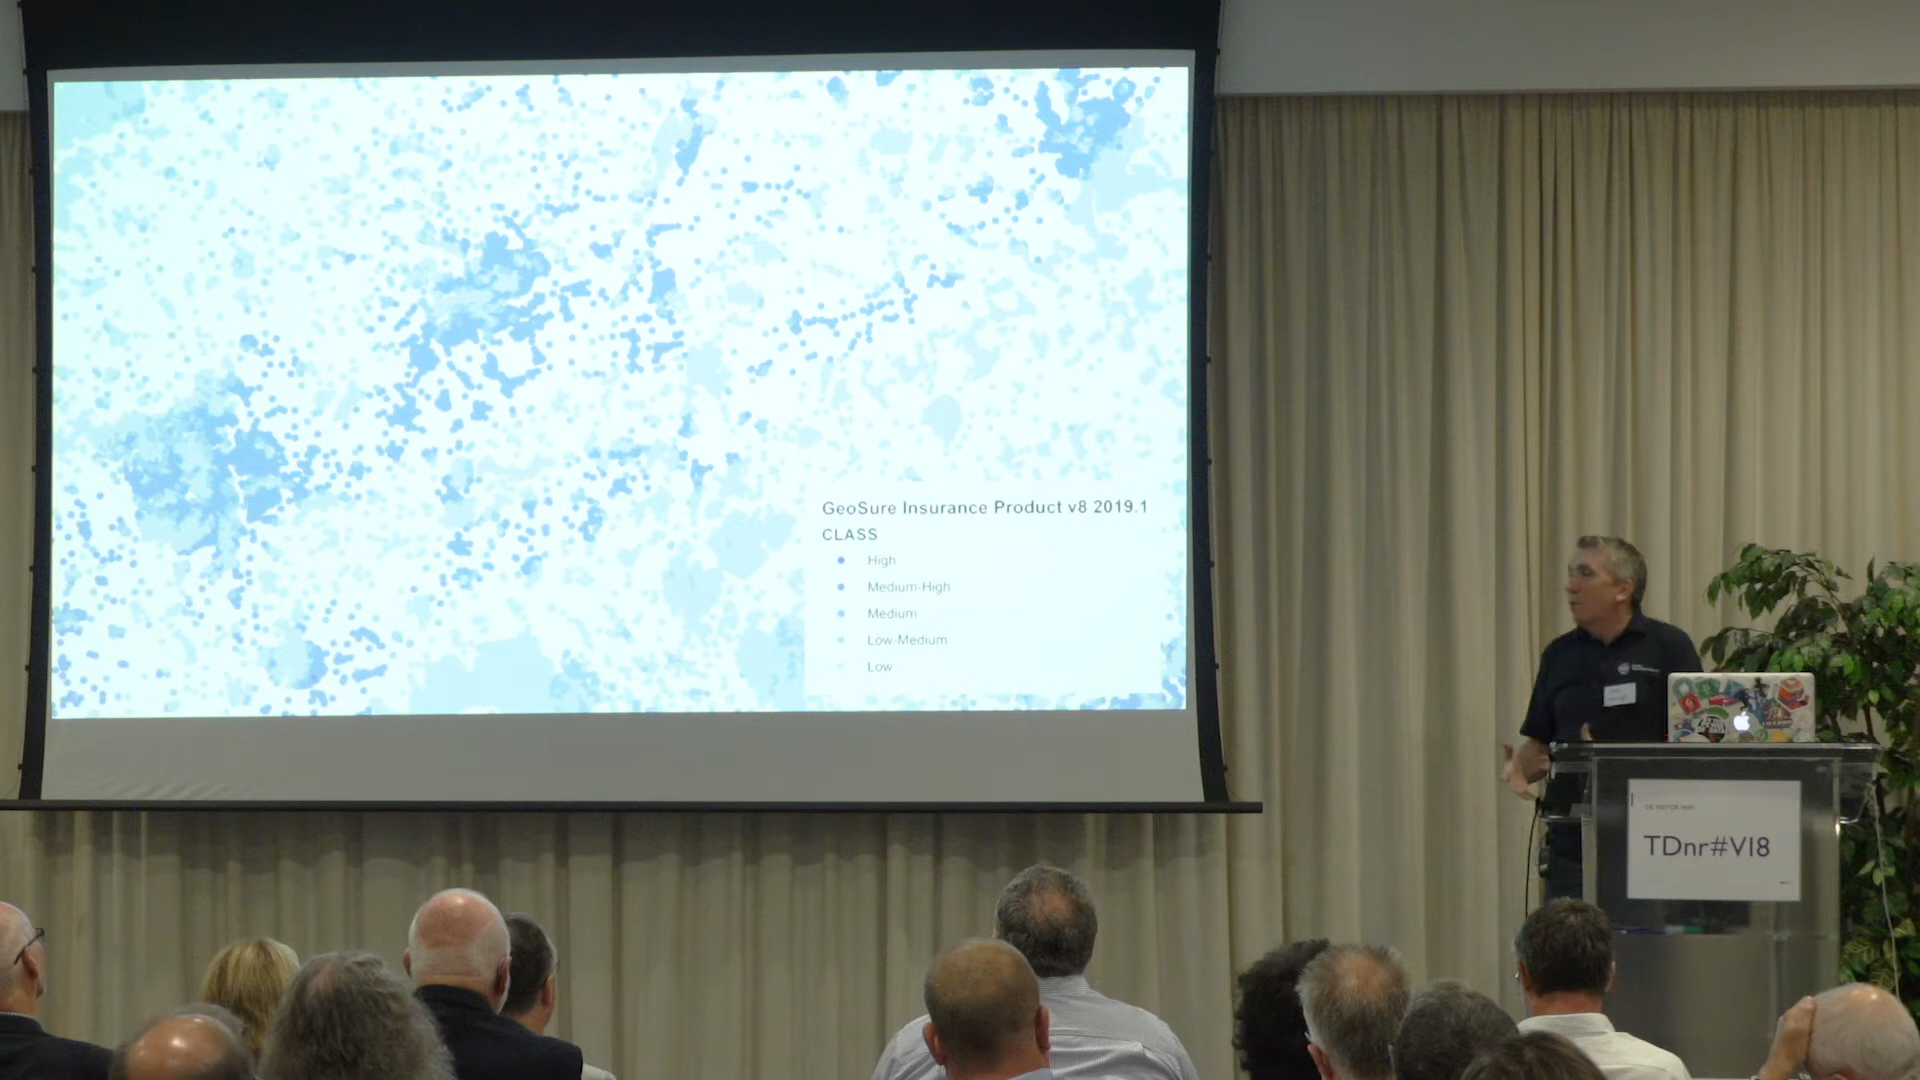 GeoSure Insurance Product v8 2019.1
CLASS
High
Medium-High
Medium
Low-Medium
Low
TDnr#VI8